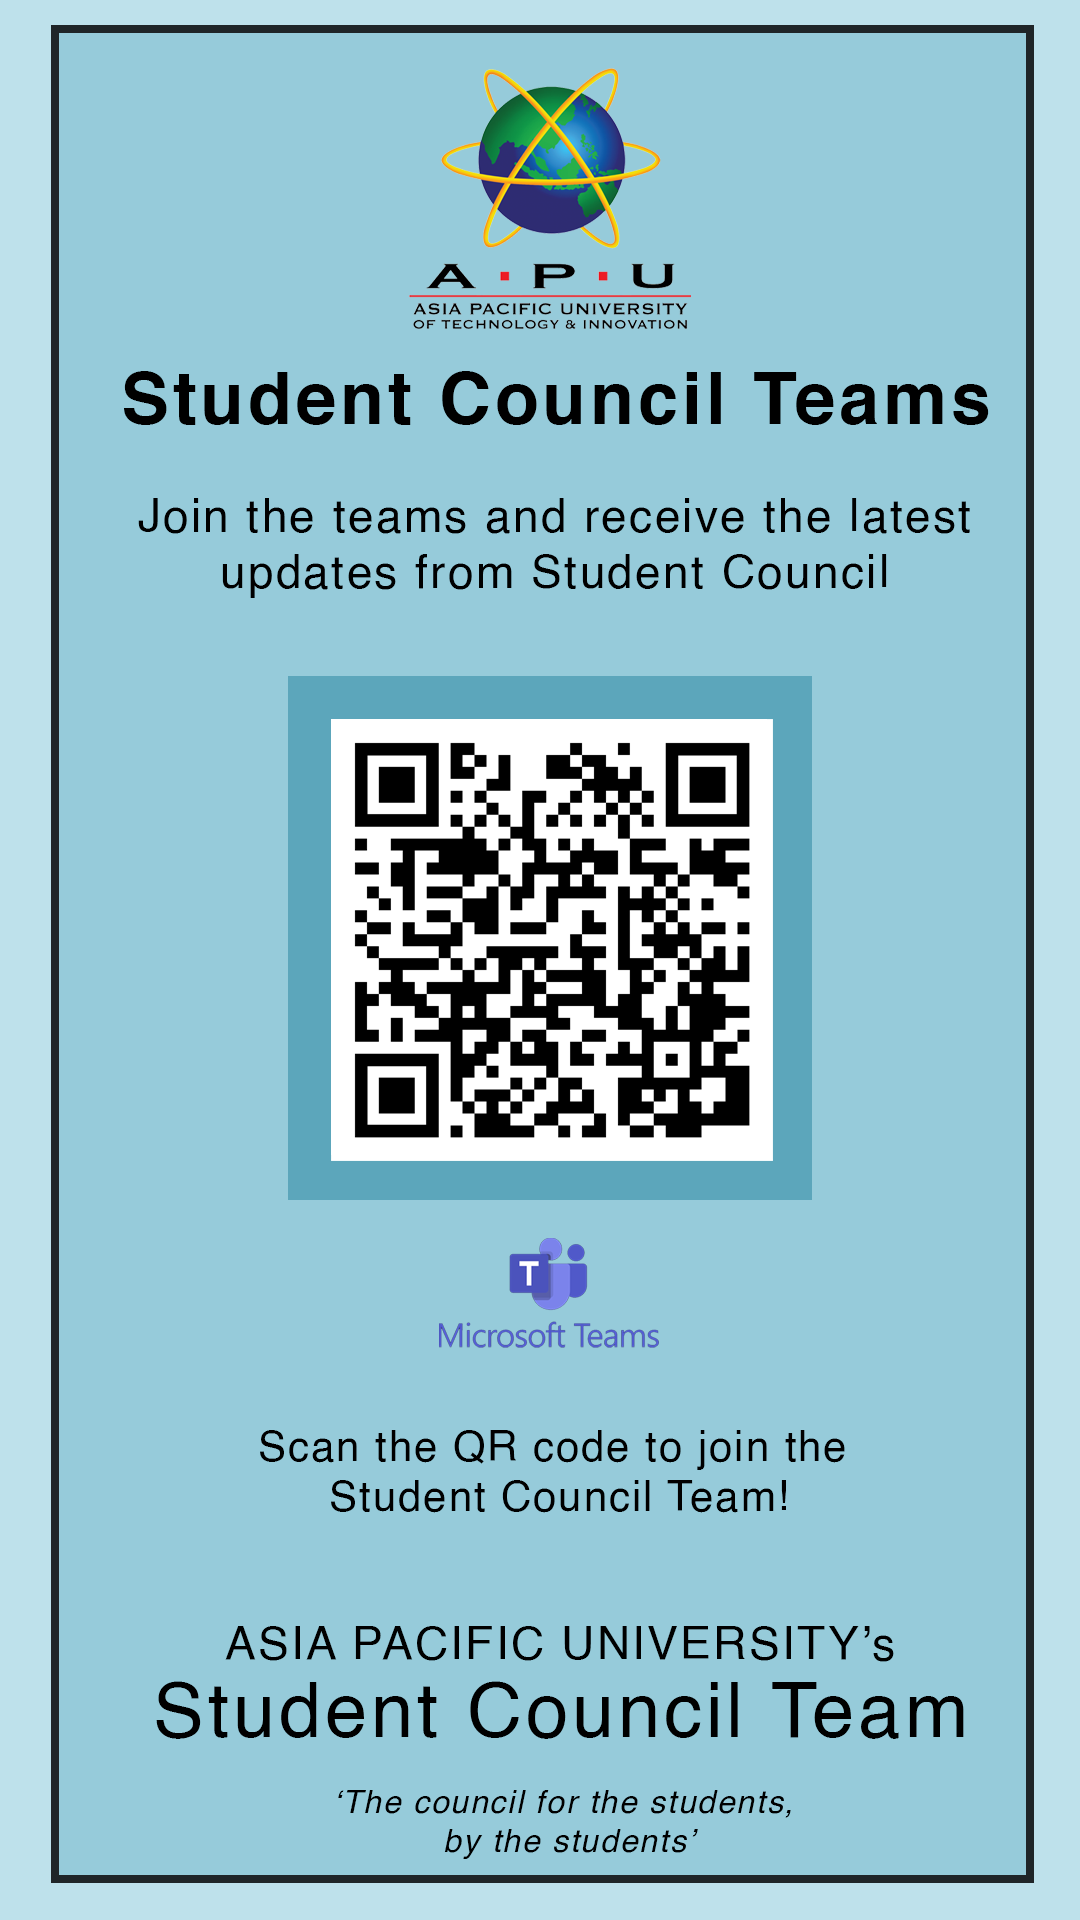 A · P · U
ASIA PACIFIC UNIVERSITY
OF TECHNOLOGY & INNOVATION
Student Council Teams
Join the teams and receive the latest
updates from Student Council
T
Microsoft Teams
Scan the QR code to join the
Student Council Team!
ASIA PACIFIC UNIVERSITY’s
Student Council Team
‘The council for the students,
by the students’